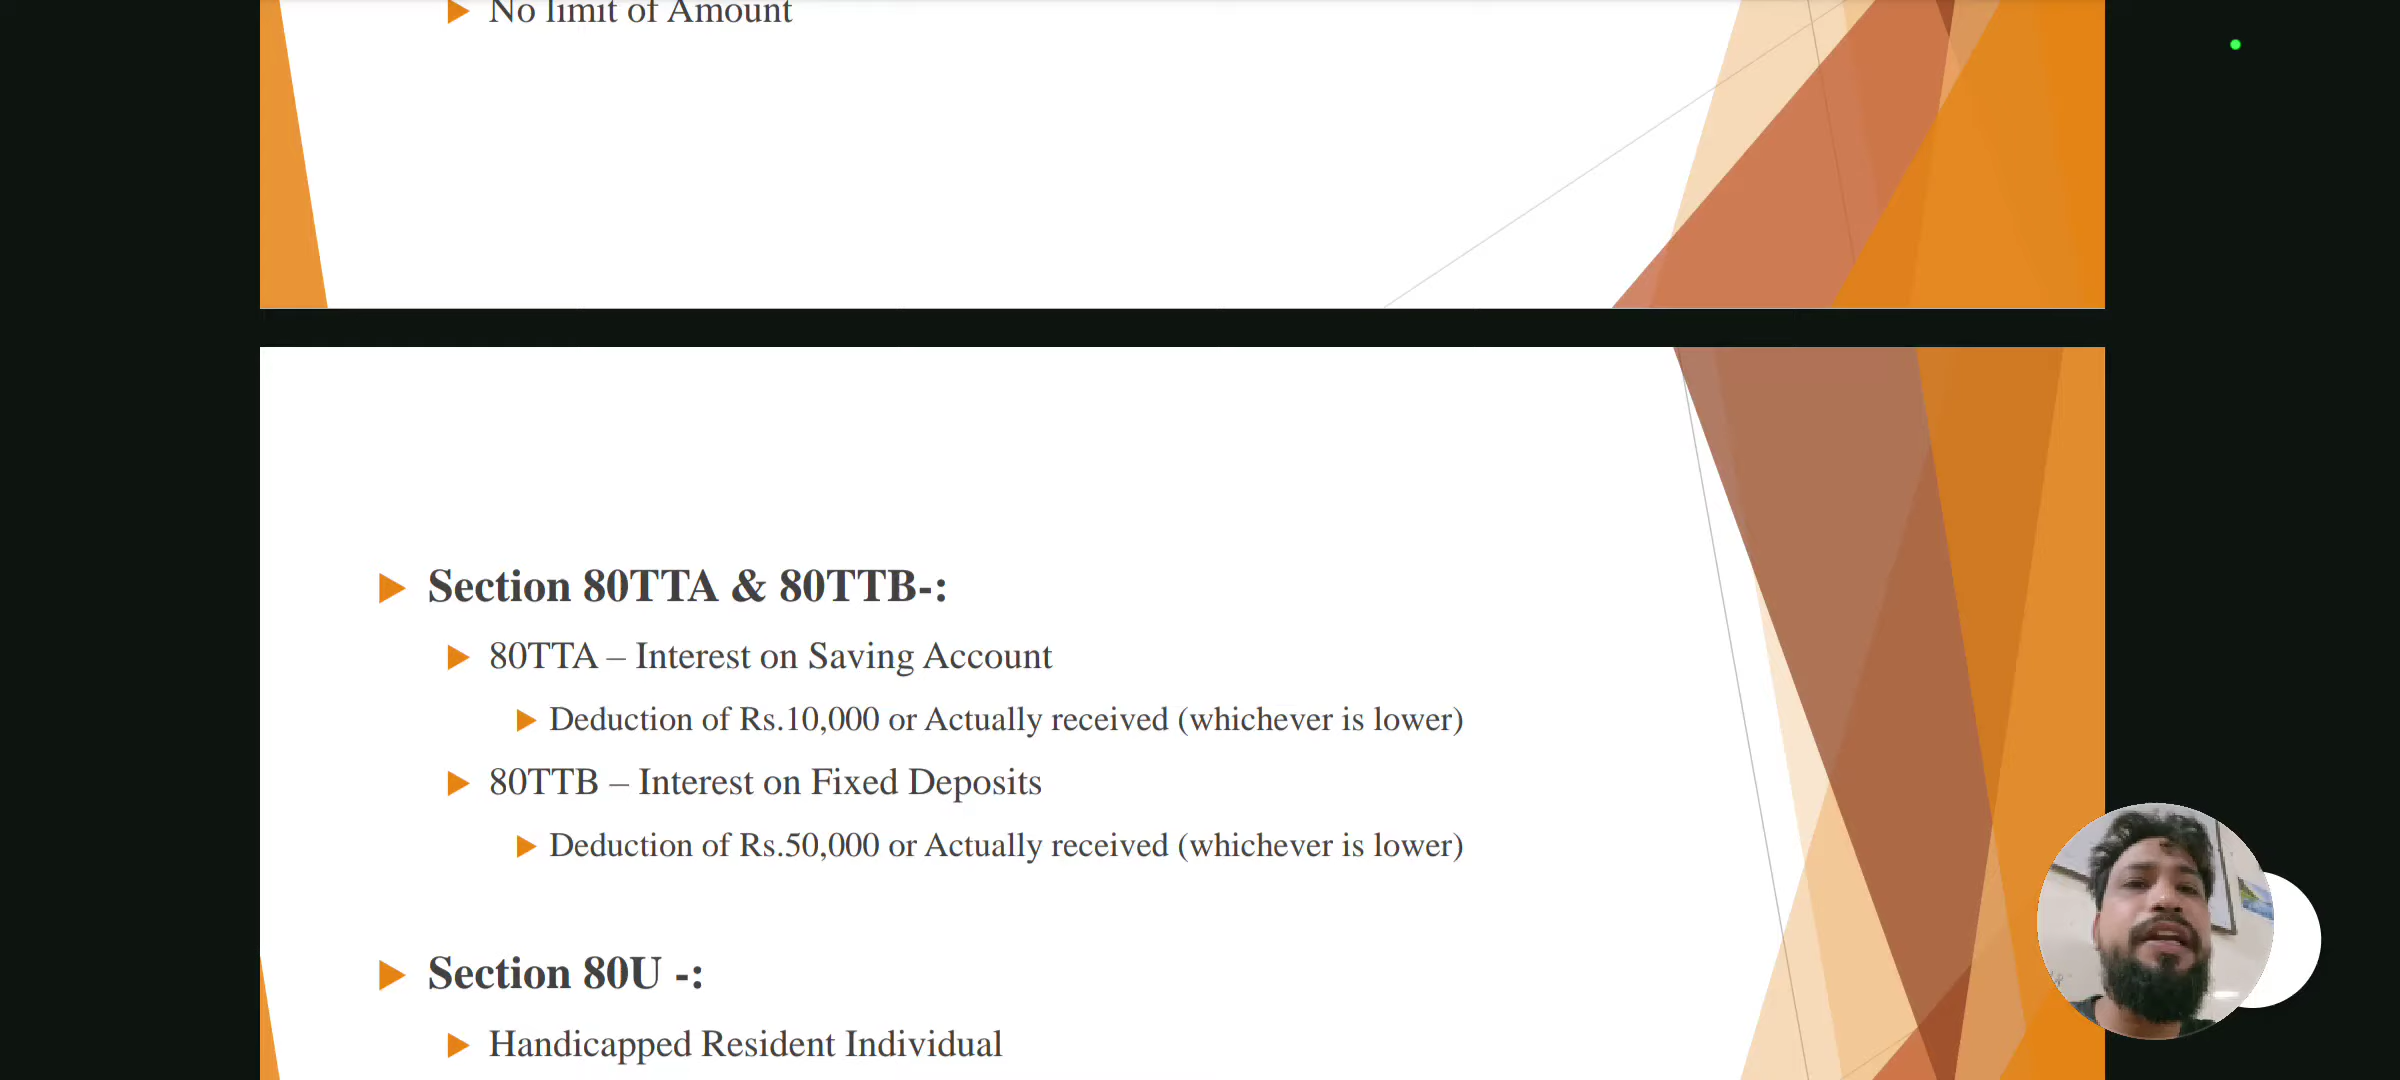 No limit of Amount
Section 80TTA & 80TTB-:
80TTA – Interest on Saving Account
Deduction of Rs.10,000 or Actually received (whichever is lower)
80TTB – Interest on Fixed Deposits
Deduction of Rs.50,000 or Actually received (whichever is lower)
Section 80U -:
Handicapped Resident Individual